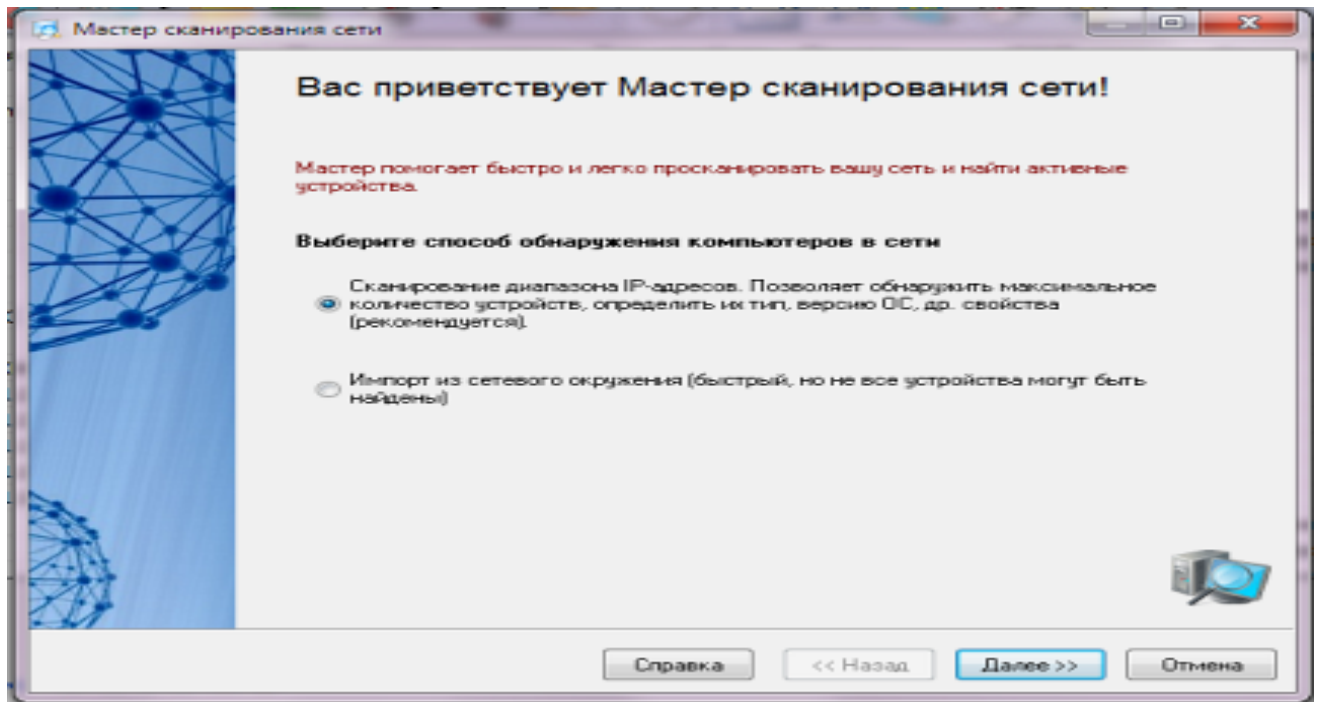 Мастер сканирования сети
Вас приветствует Мастер сканирования сети!
Мастер помогает быстро и легко просканировать вашу сеть и найти активные
устройства.
Выберите способ обнаружения компьютеров в сети
Сканирование диапазона IP-адресов. Позволяет обнаружить максимальное
количество устройств, определить их тип, версию ОС, др. свойства
(рекомендуется).
Импорт из сетевого окружения (быстрый, но не все устройства могут быть
найдены)
Справка
<< Назад
Далее >>
Отмена